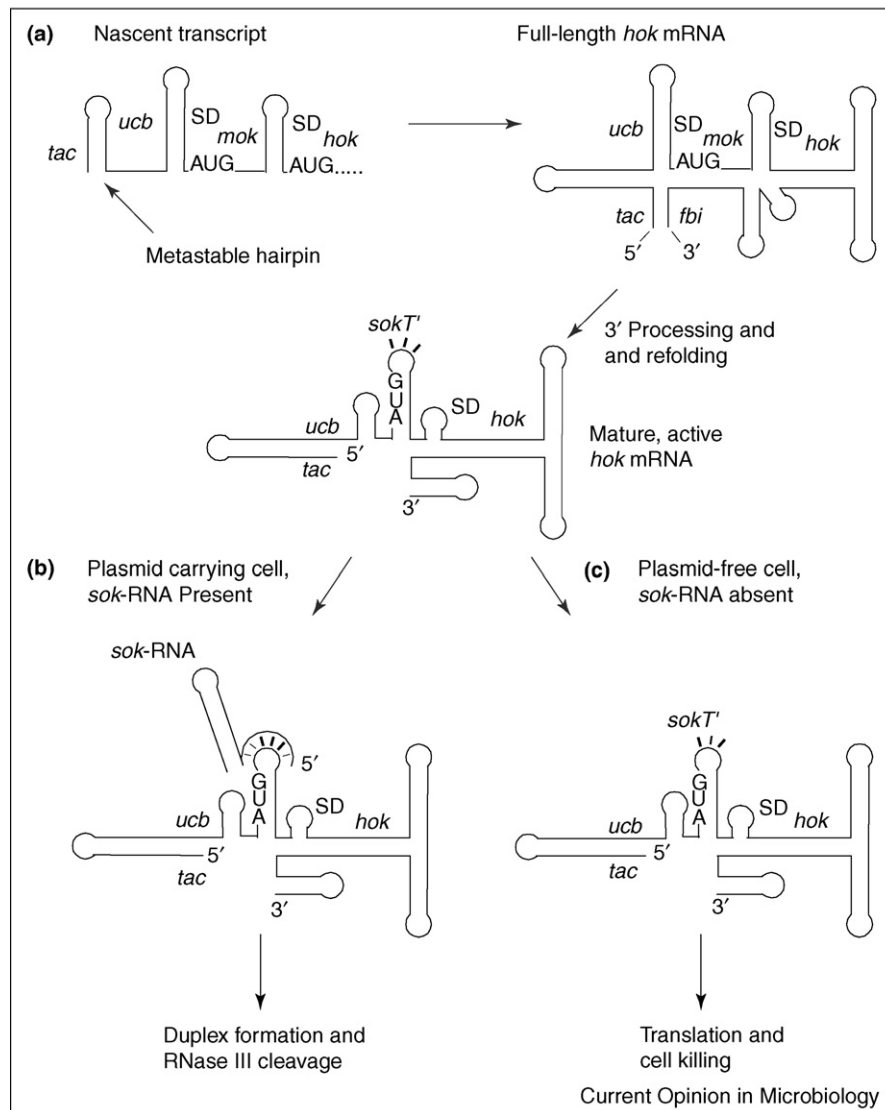 (a) Nascent transcript
Full-length hok mRNA
tac
ucb
SD
mok
AUG
SD
hok
AUG.....
Metastable hairpin
ucb
SD
mok
AUG
SD
hok
tac
fbi
5′
3′
3′ Processing and
and refolding
sokT'
G
U
A
SD
hok
ucb
tac
5′
3′
Mature, active
hok mRNA
(b) Plasmid carrying cell,
sok-RNA Present
sok-RNA
5′
G
U
A
SD
hok
ucb
5′
tac
3′
Duplex formation and
RNase III cleavage
(c) Plasmid-free cell,
sok-RNA absent
sokT'
G
U
A
SD
hok
ucb
5′
tac
3′
Translation and
cell killing
Current Opinion in Microbiology